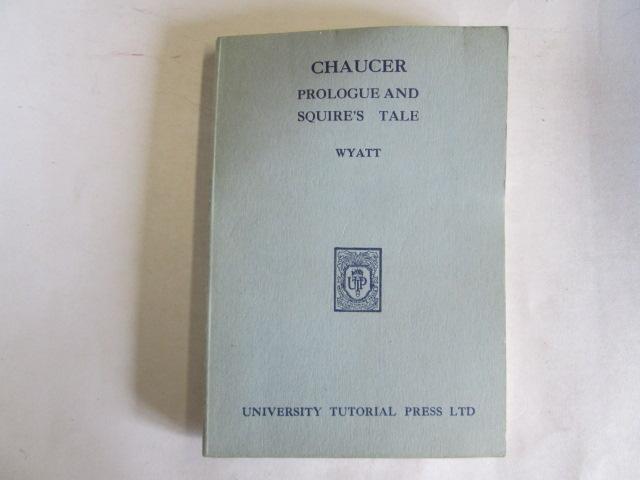 CHAUCER
PROLOGUE AND
SQUIRE'S TALE
WYATT
UTP
UNIVERSITY TUTORIAL PRESS LTD